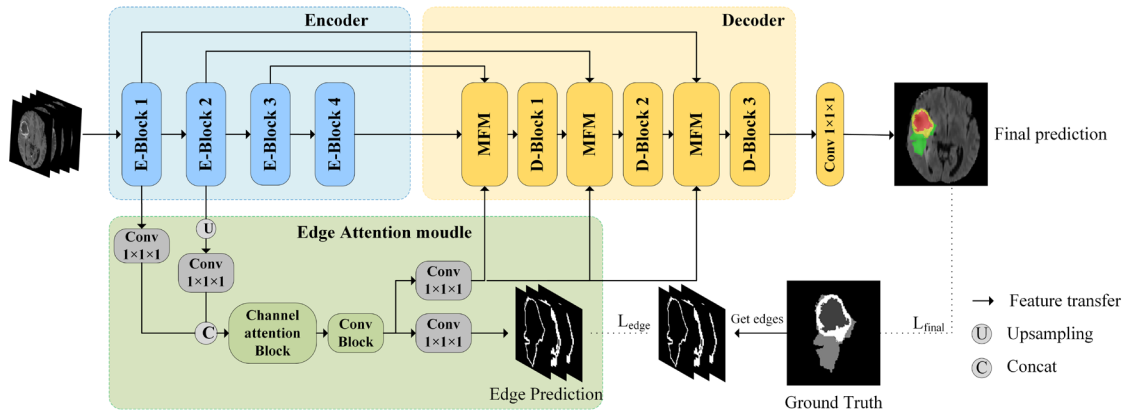 Encoder
Decoder
E-Block 1
E-Block 2
E-Block 3
E-Block 4
MFM
D-Block 1
MFM
D-Block 2
MFM
D-Block 3
Conv 1×1×1
Final prediction
Edge Attention moudle
U
Conv
1×1×1
Conv
1×1×1
C
Channel
attention
Block
Conv
Block
Conv
1×1×1
Conv
1×1×1
Edge Prediction
Ledge
Get edges
Ground Truth
Lfinal
Feature transfer
U
Upsampling
C
Concat